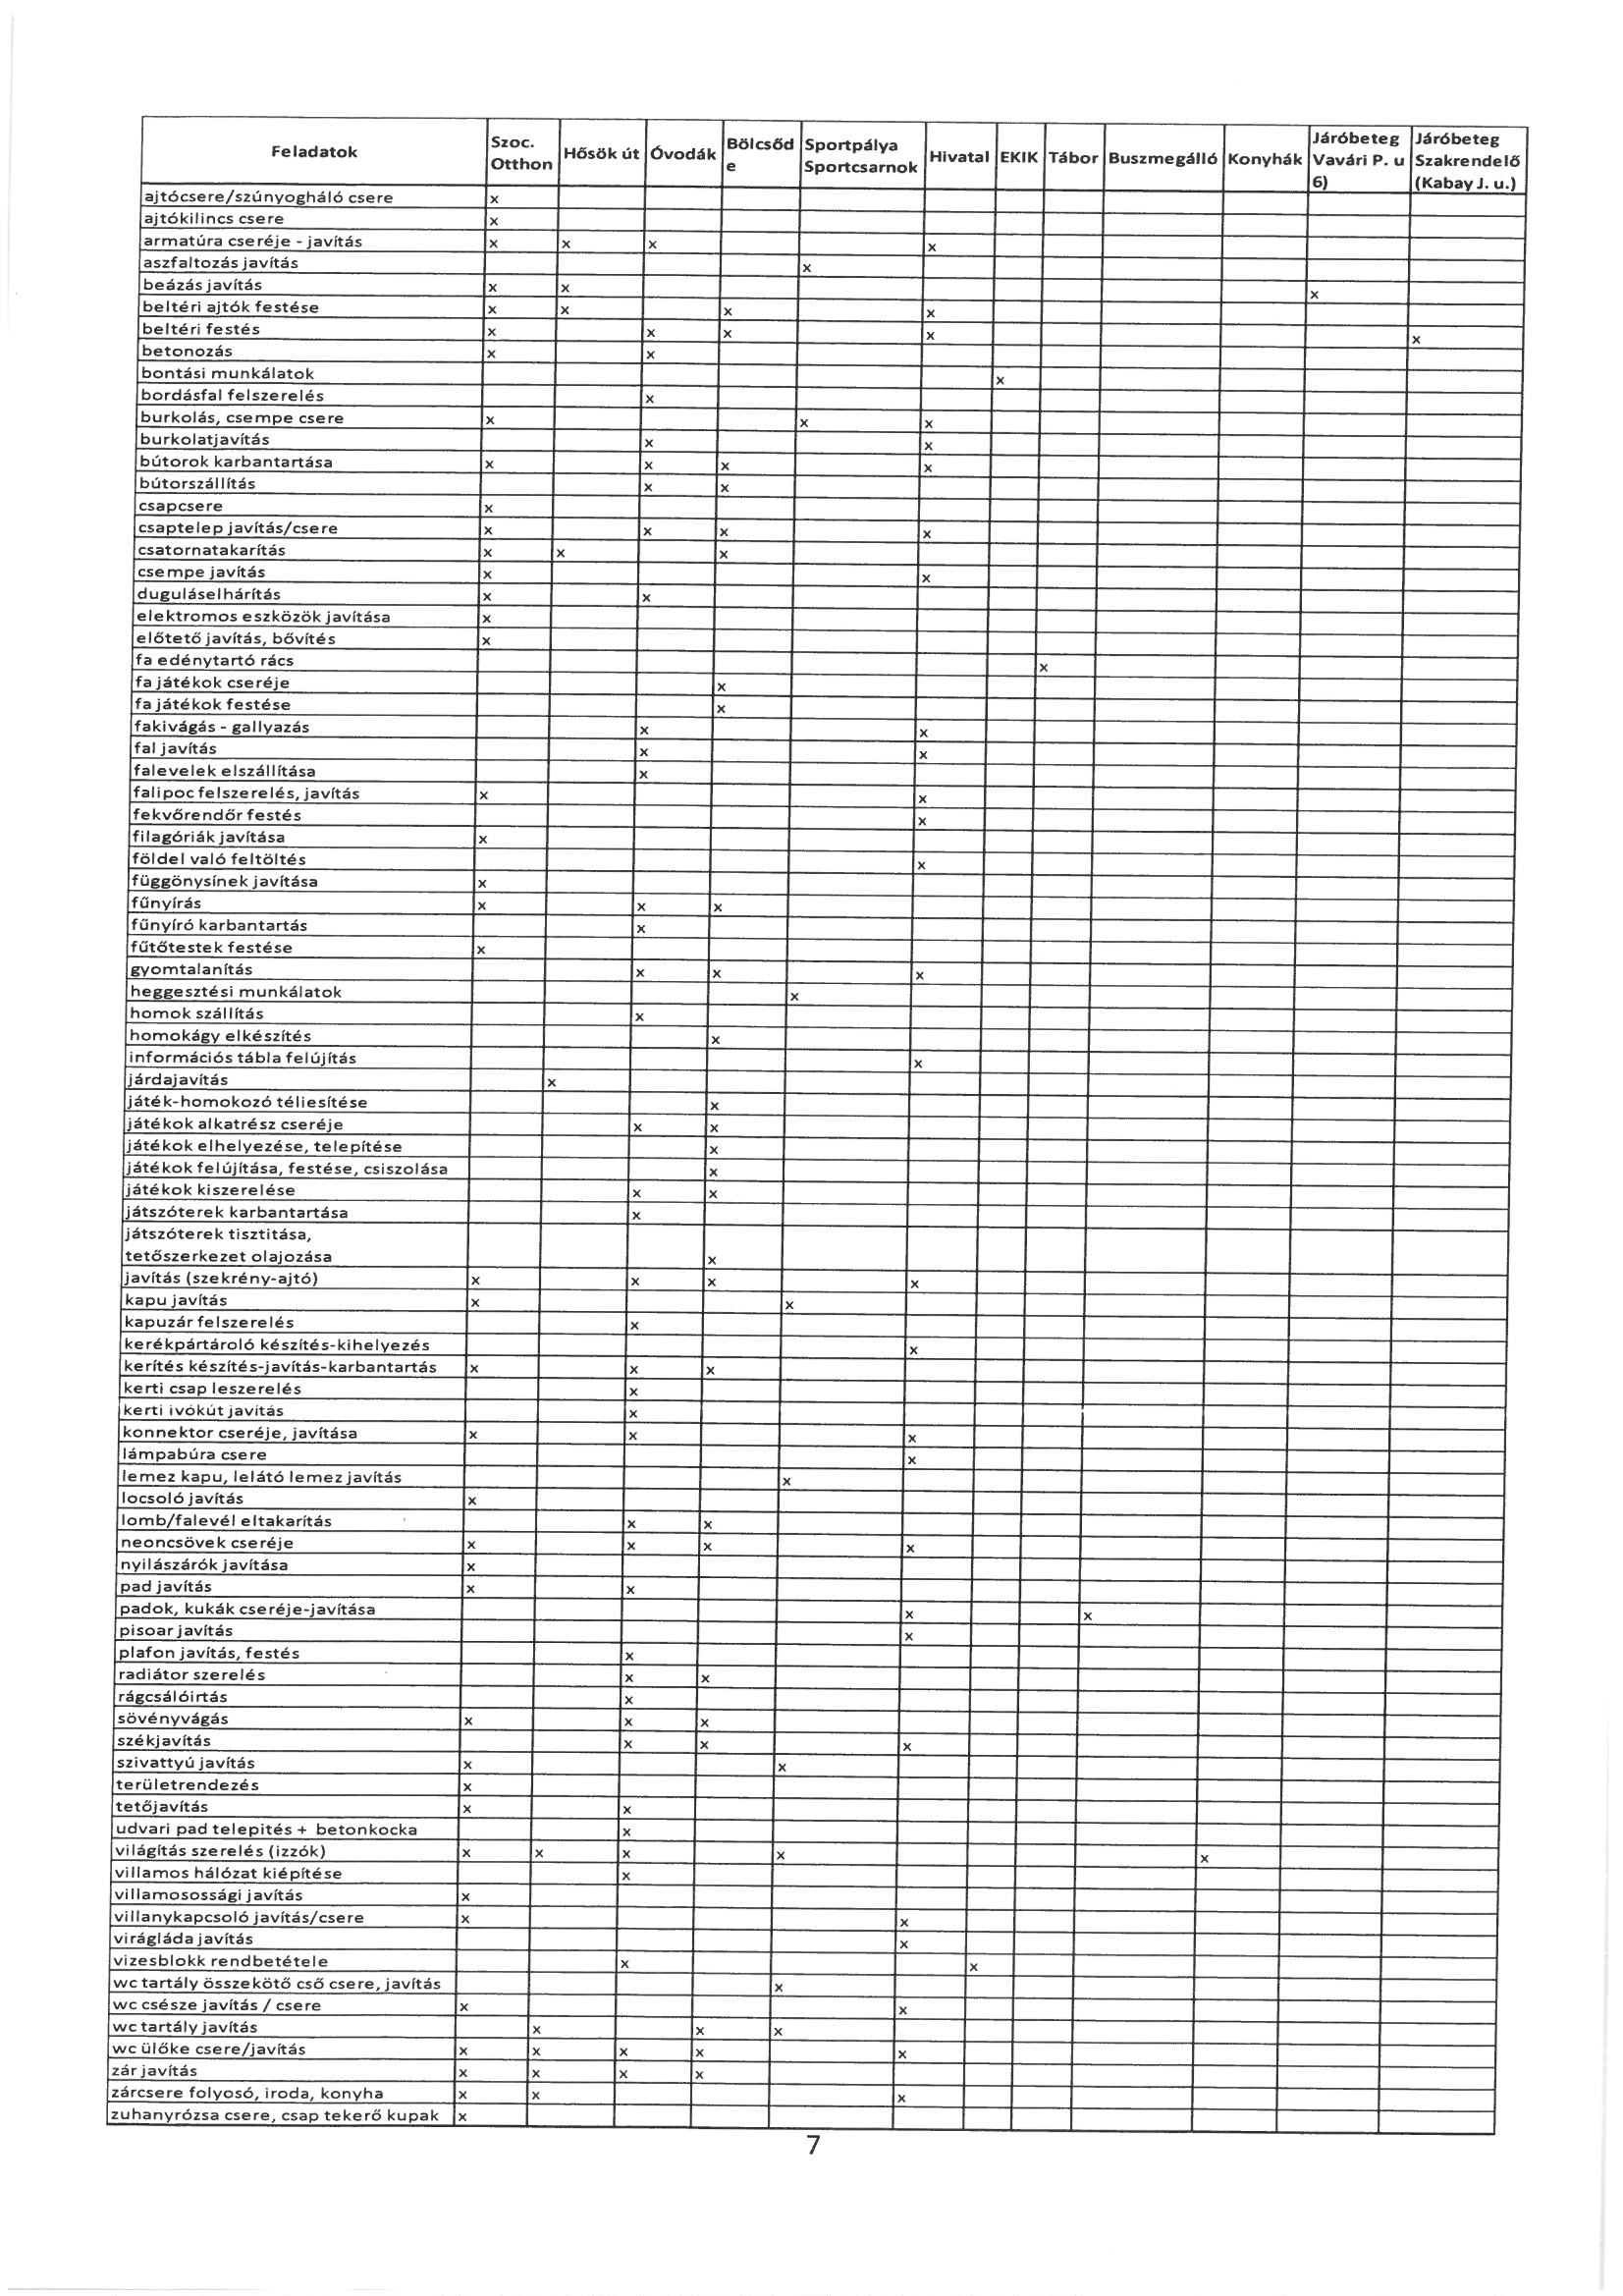 Feladatok Szoc. Otthon Hősök út Óvodák Bölcsőd e Sportpálya Sportcsarnok Hivatal EKIK Tábor Buszmegálló Konyhák Járóbeteg Vavári P. u 6) Járóbeteg Szakrendelő (Kabay J. u.)
ajtócsere/szúnyogháló csere x
ajtókilincs csere x
armatúra cseréje - javítás x x x x
aszfaltozás javítás x
beázás javítás x x x
beltéri ajtók festése x x x x
beltéri festés x x x x x
betonozás x x
bontási munkálatok x
bordásfal felszerelés x
burkolás, csempe csere x x x
burkolatjavítás x x
bútorok karbantartása x x x x
bútorszállítás x x
csapcsere x
csaptelep javítás/csere x x x x
csatornatakarítás x x x
csempe javítás x x
duguláselhárítás x x
elektromos eszközök javítása x
előtető javítás, bővítés x
fa edénytartó rács x
fa játékok cseréje x
fa játékok festése x
fakivágás - gallyazás x x
fal javítás x x
falevelek elszállítása x
falipoc felszerelés, javítás x x
fekvőrendőr festés x
filagóriák javítása x
földel való feltöltés x
függönysínek javítása x
fűnyírás x x x
fűnyíró karbantartás x
fűtőtestek festése x
gyomtalanítás x x x
heggesztési munkálatok x
homok szállítás x
homokágy elkészítés x
információs tábla felújítás x
járdajavítás x
játék-homokozó téliesítése x
játékok alkatrész cseréje x x
játékok elhelyezése, telepítése x
játékok felújítása, festése, csiszolása x
játékok kiszerelése x x
játszóterek karbantartása x
játszóterek tisztitása,
tetőszerkezet olajozása x
javítás (szekrény-ajtó) x x x x
kapu javítás x x
kapuzár felszerelés x
kerékpártároló készítés-kihelyezés x
kerítés készítés-javítás-karbantartás x x x
kerti csap leszerelés x
kerti ivókút javítás x
konnektor cseréje, javítása x x x
lámpabúra csere x
lemez kapu, lelátó lemez javítás x
locsoló javítás x
lomb/falevél eltakarítás x x
neoncsövek cseréje x x x x
nyilászárók javítása x
pad javítás x x
padok, kukák cseréje-javítása x x
pisoar javítás x
plafon javítás, festés x
radiátor szerelés x x
rágcsálóirtás x
sövényvágás x x x
székjavítás x x x
szivattyú javítás x x
területrendezés x
tetőjavítás x x
udvari pad telepités + betonkocka x
világítás szerelés (izzók) x x x x x
villamos hálózat kiépítése x
villamosossági javítás x
villanykapcsoló javítás/csere x x
virágláda javítás x
vizesblokk rendbetétele x x
wc tartály összekötő cső csere, javítás x
wc csésze javítás / csere x x
wc tartály javítás x x x
wc ülőke csere/javítás x x x x x
zár javítás x x x x
zárcsere folyosó, iroda, konyha x x x
zuhanyrózsa csere, csap tekerő kupak x
7